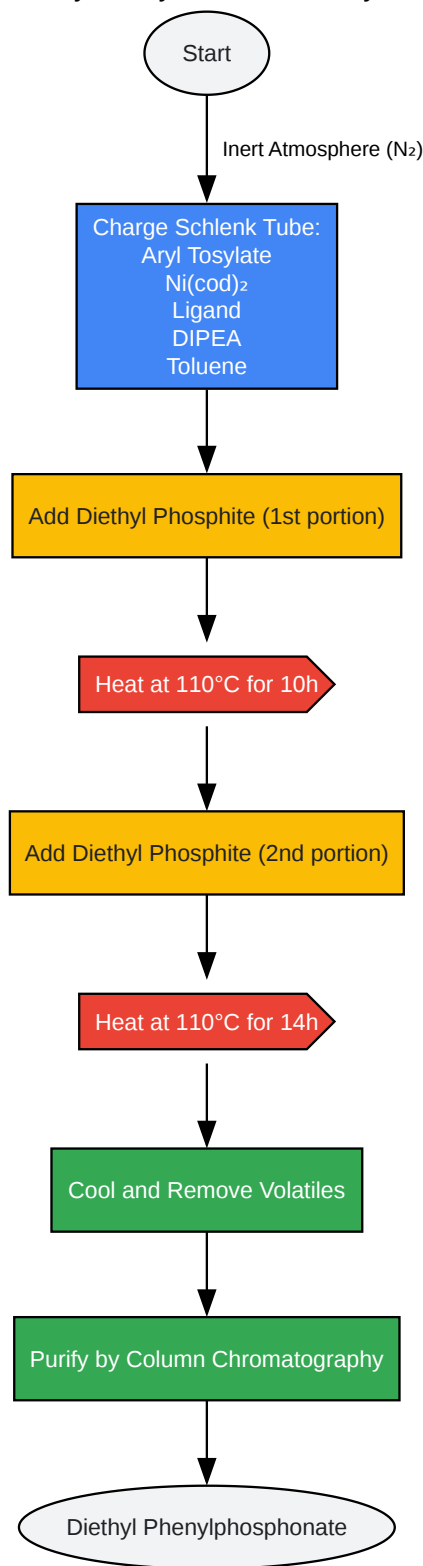 Start
Inert Atmosphere (N₂)
Charge Schlenk Tube:
Aryl Tosylate
Ni(cod)₂
Ligand
DIPEA
Toluene
Add Diethyl Phosphite (1st portion)
Heat at 110°C for 10h
Add Diethyl Phosphite (2nd portion)
Heat at 110°C for 14h
Cool and Remove Volatiles
Purify by Column Chromatography
Diethyl Phenylphosphonate